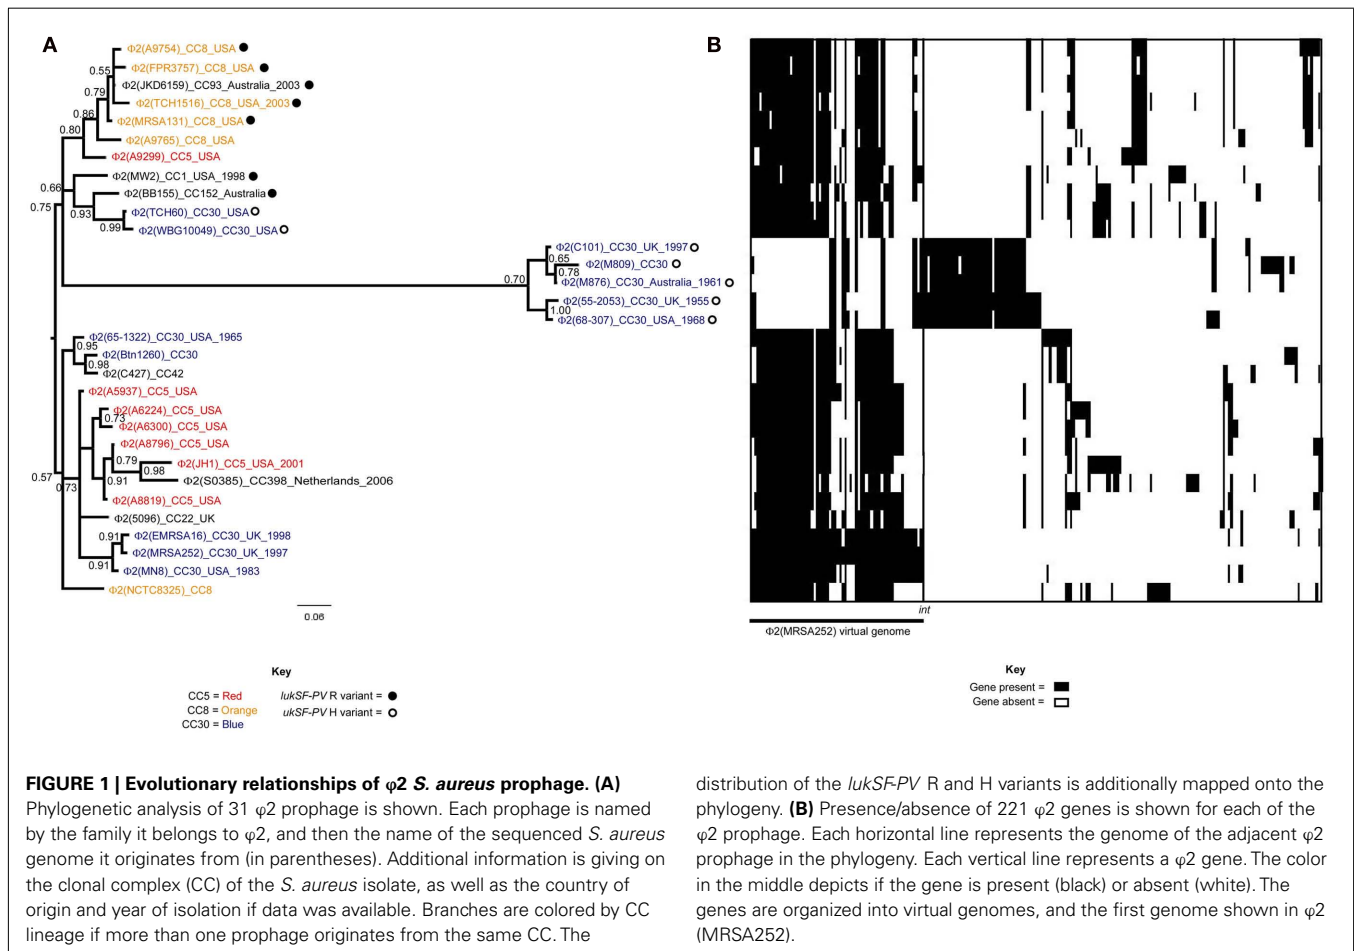 A
Φ2(A9754)_CC8_USA
0.55
Φ2(FPR3757)_CC8_USA
Φ2(JKD6159)_CC93_Australia_2003
0.79
Φ2(TCH1516)_CC8_USA_2003
0.86
Φ2(MRSA131)_CC8_USA
0.80
Φ2(A9765)_CC8_USA
Φ2(A9299)_CC5_USA
Φ2(MW2)_CC1_USA_1998
0.66
Φ2(BB155)_CC152_Australia
0.75
0.93
Φ2(TCH60)_CC30_USA
0.99
Φ2(WBG10049)_CC30_USA
Φ2(C101)_CC30_UK_1997
0.65
Φ2(M809)_CC30
0.70
0.78
Φ2(M876)_CC30_Australia_1961
Φ2(55-2053)_CC30_UK_1955
1.00
Φ2(68-307)_CC30_USA_1968
Φ2(65-1322)_CC30_USA_1965
0.95
Φ2(Btn1260)_CC30
0.98
Φ2(C427)_CC42
Φ2(A5937)_CC5_USA
Φ2(A6224)_CC5_USA
0.73
Φ2(A6300)_CC5_USA
Φ2(A8796)_CC5_USA
0.79
Φ2(JH1)_CC5_USA_2001
0.98
0.57
0.73
0.91
Φ2(S0385)_CC398_Netherlands_2006
Φ2(A8819)_CC5_USA
Φ2(5096)_CC22_UK
0.91
Φ2(EMRSA16)_CC30_UK_1998
Φ2(MRSA252)_CC30_UK_1997
0.91
Φ2(MN8)_CC30_USA_1983
Φ2(NCTC8325)_CC8
0.06
Key
CC5 = Red
CC8 = Orange
CC30 = Blue
lukSF-PV R variant =
ukSF-PV H variant =
B
int
Φ2(MRSA252) virtual genome
Key
Gene present =
Gene absent =
FIGURE 1 | Evolutionary relationships of φ2 S. aureus prophage. (A)
Phylogenetic analysis of 31 φ2 prophage is shown. Each prophage is named
by the family it belongs to φ2, and then the name of the sequenced S. aureus
genome it originates from (in parentheses). Additional information is giving on
the clonal complex (CC) of the S. aureus isolate, as well as the country of
origin and year of isolation if data was available. Branches are colored by CC
lineage if more than one prophage originates from the same CC. The
distribution of the lukSF-PV R and H variants is additionally mapped onto the
phylogeny. (B) Presence/absence of 221 φ2 genes is shown for each of the
φ2 prophage. Each horizontal line represents the genome of the adjacent φ2
prophage in the phylogeny. Each vertical line represents a φ2 gene. The color
in the middle depicts if the gene is present (black) or absent (white). The
genes are organized into virtual genomes, and the first genome shown in φ2
(MRSA252).